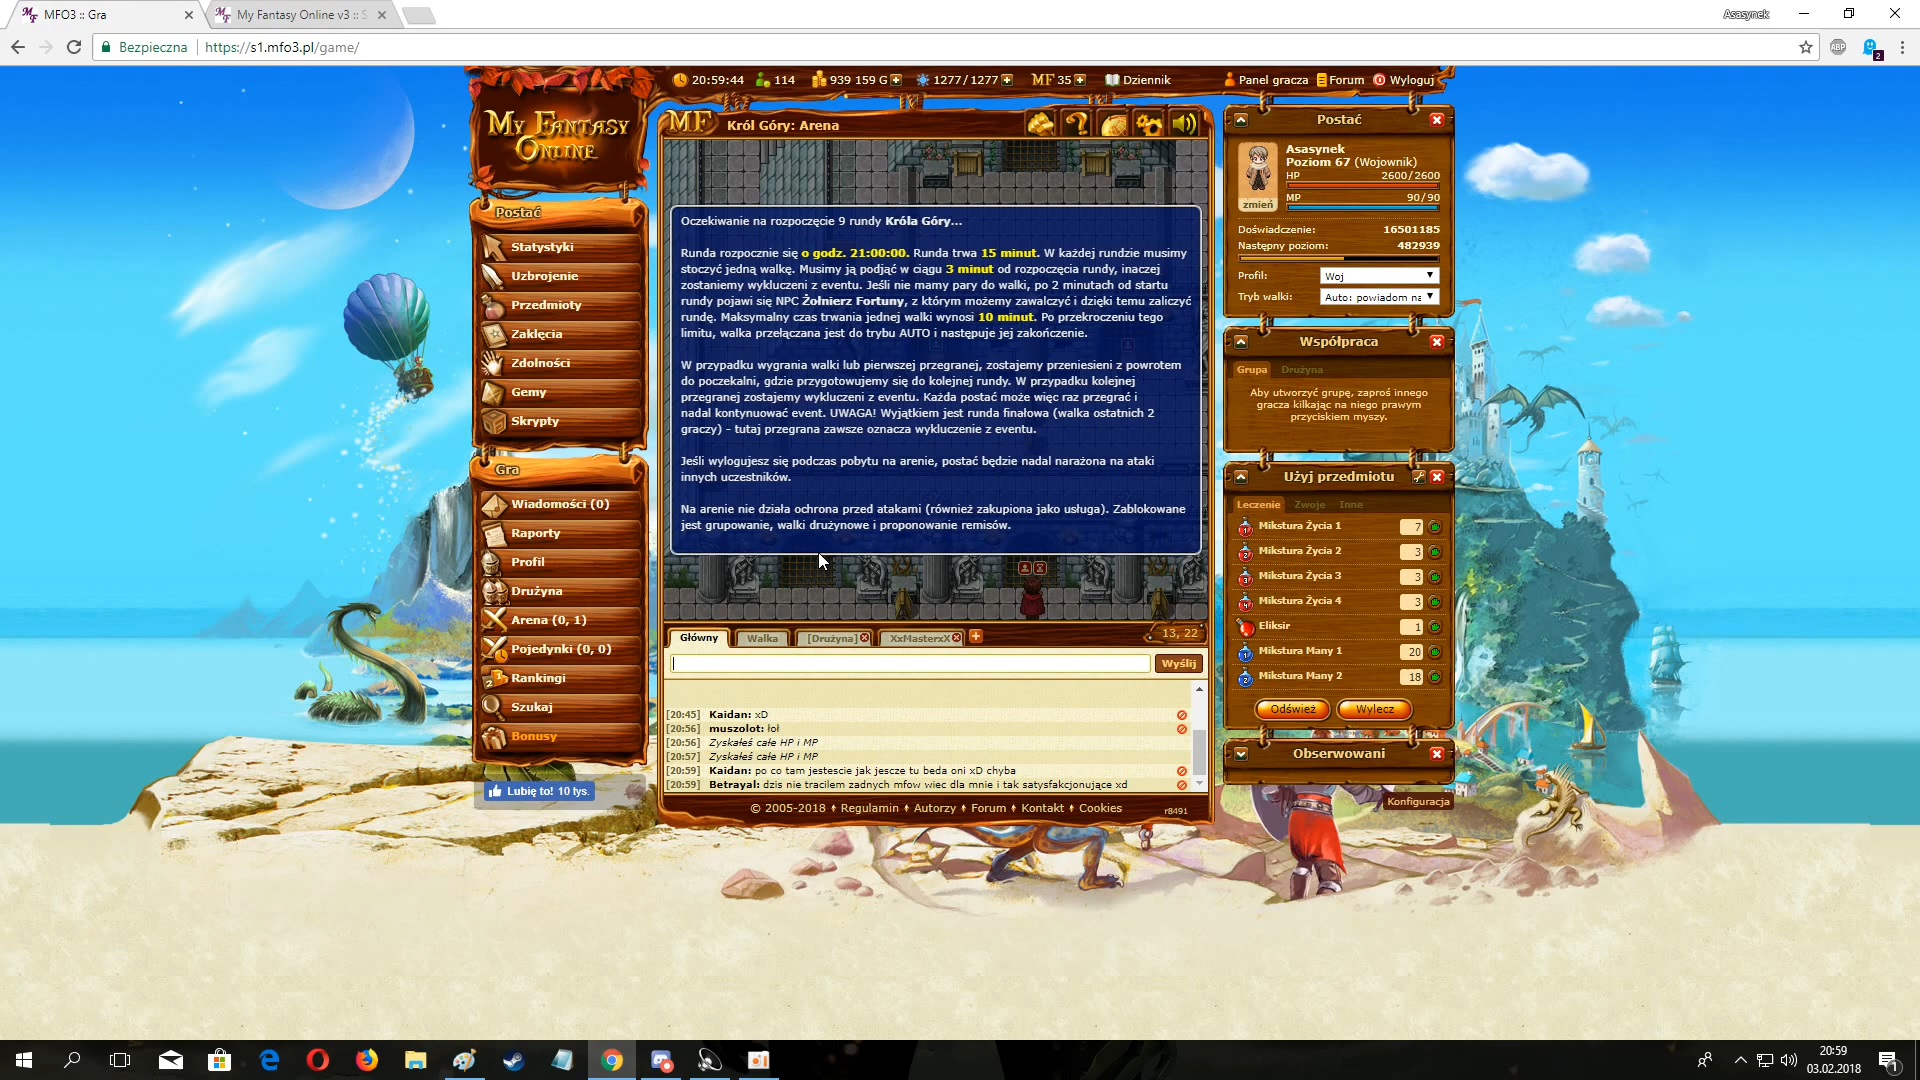 MFO3 :: Gra
My Fantasy Online v3 :: S
Asasynek
Bezpieczna
https://s1.mfo3.pl/game/
ABP
2
20:59:44 114 939 159 G 1277/1277 MF 35 Dziennik
Panel gracza Forum Wyloguj
My Fantasy
Online
MF Król Góry: Arena
Postać
Statystyki
Uzbrojenie
Przedmioty
Zaklęcia
Zdolności
Gemy
Skrypty
Gra
Wiadomości (0)
Raporty
Profil
Drużyna
Arena (0, 1)
Pojedynki (0, 0)
Rankingi
Szukaj
Bonusy
Lubię to! 10 tys.
Oczekiwanie na rozpoczęcie 9 rundy Króla Góry...
Runda rozpocznie się o godz. 21:00:00. Runda trwa 15 minut. W każdej rundzie musimy
stoczyć jedną walkę. Musimy ją podjąć w ciągu 3 minut od rozpoczęcia rundy, inaczej
zostaniemy wykluczeni z eventu. Jeśli nie mamy pary do walki, po 2 minutach od startu
rundy pojawi się NPC Żołnierz Fortuny, z którym możemy zawalczyć i dzięki temu zaliczyć
rundę. Maksymalny czas trwania jednej walki wynosi 10 minut. Po przekroczeniu tego
limitu, walka przełączana jest do trybu AUTO i następuje jej zakończenie.
W przypadku wygrania walki lub pierwszej przegranej, zostajemy przeniesieni z powrotem
do poczekalni, gdzie przygotowujemy się do kolejnej rundy. W przypadku kolejnej
przegranej zostajemy wykluczeni z eventu. Każda postać może więc raz przegrać i
nadal kontynuować event. UWAGA! Wyjątkiem jest runda finałowa (walka ostatnich 2
graczy) - tutaj przegrana zawsze oznacza wykluczenie z eventu.
Jeśli wylogujesz się podczas pobytu na arenie, postać będzie nadal narażona na ataki
innych uczestników.
Na arenie nie działa ochrona przed atakami (również zakupiona jako usługa). Zablokowane
jest grupowanie, walki drużynowe i proponowanie remisów.
Główny Walka [Drużyna] XxMasterxX
13, 22
Wyślij
[20:45] Kaidan: xD
[20:56] muszolot: łoł
[20:56] Zyskałeś całe HP i MP
[20:57] Zyskałeś całe HP i MP
[20:59] Kaidan: po co tam jestescie jak jescze tu beda oni xD chyba
[20:59] Betrayal: dzis nie tracilem zadnych mfow wiec dla mnie i tak satysfakcjonujące xd
© 2005-2018 Regulamin Autorzy Forum Kontakt Cookies
r8491
Postać
Asasynek
Poziom 67 (Wojownik)
HP 2600/2600
MP 90/90
zmień
Doświadczenie: 16501185
Następny poziom: 482939
Profil: Woj
Tryb walki: Auto: powiadom na
Współpraca
Grupa Drużyna
Aby utworzyć grupę, zaproś innego
gracza kilkając na niego prawym
przyciskiem myszy.
Użyj przedmiotu
Leczenie Zwoje Inne
Mikstura Życia 1 7
Mikstura Życia 2 3
Mikstura Życia 3 3
Mikstura Życia 4 3
Eliksir 1
Mikstura Many 1 20
Mikstura Many 2 18
Odśwież Wylecz
Obserwowani
Konfiguracja
20:59
03.02.2018
1